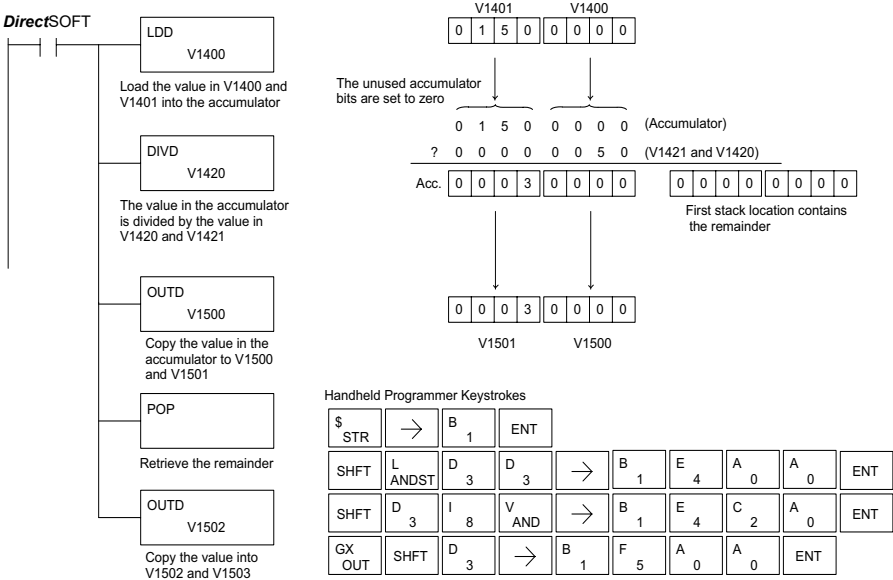 DirectSOFT
LDD
V1400
Load the value in V1400 and
V1401 into the accumulator
DIVD
V1420
The value in the accumulator
is divided by the value in
V1420 and V1421
OUTD
V1500
Copy the value in the
accumulator to V1500
and V1501
POP
Retrieve the remainder
OUTD
V1502
Copy the value into
V1502 and V1503
V1401 V1400
0 1 5 0 0 0 0 0
The unused accumulator
bits are set to zero
0 1 5 0 0 0 0 0 (Accumulator)
? 0 0 0 0 0 0 5 0 (V1421 and V1420)
Acc. 0 0 0 3 0 0 0 0 0 0 0 0 0 0 0 0
First stack location contains
the remainder
0 0 0 3 0 0 0 0
V1501 V1500
Handheld Programmer Keystrokes
$ STR → B 1 ENT
SHFT L ANDST D 3 D 3 → B 1 E 4 A 0 A 0 ENT
SHFT D 3 I 8 V AND → B 1 E 4 C 2 A 0 ENT
GX OUT SHFT D 3 → B 1 F 5 A 0 A 0 ENT